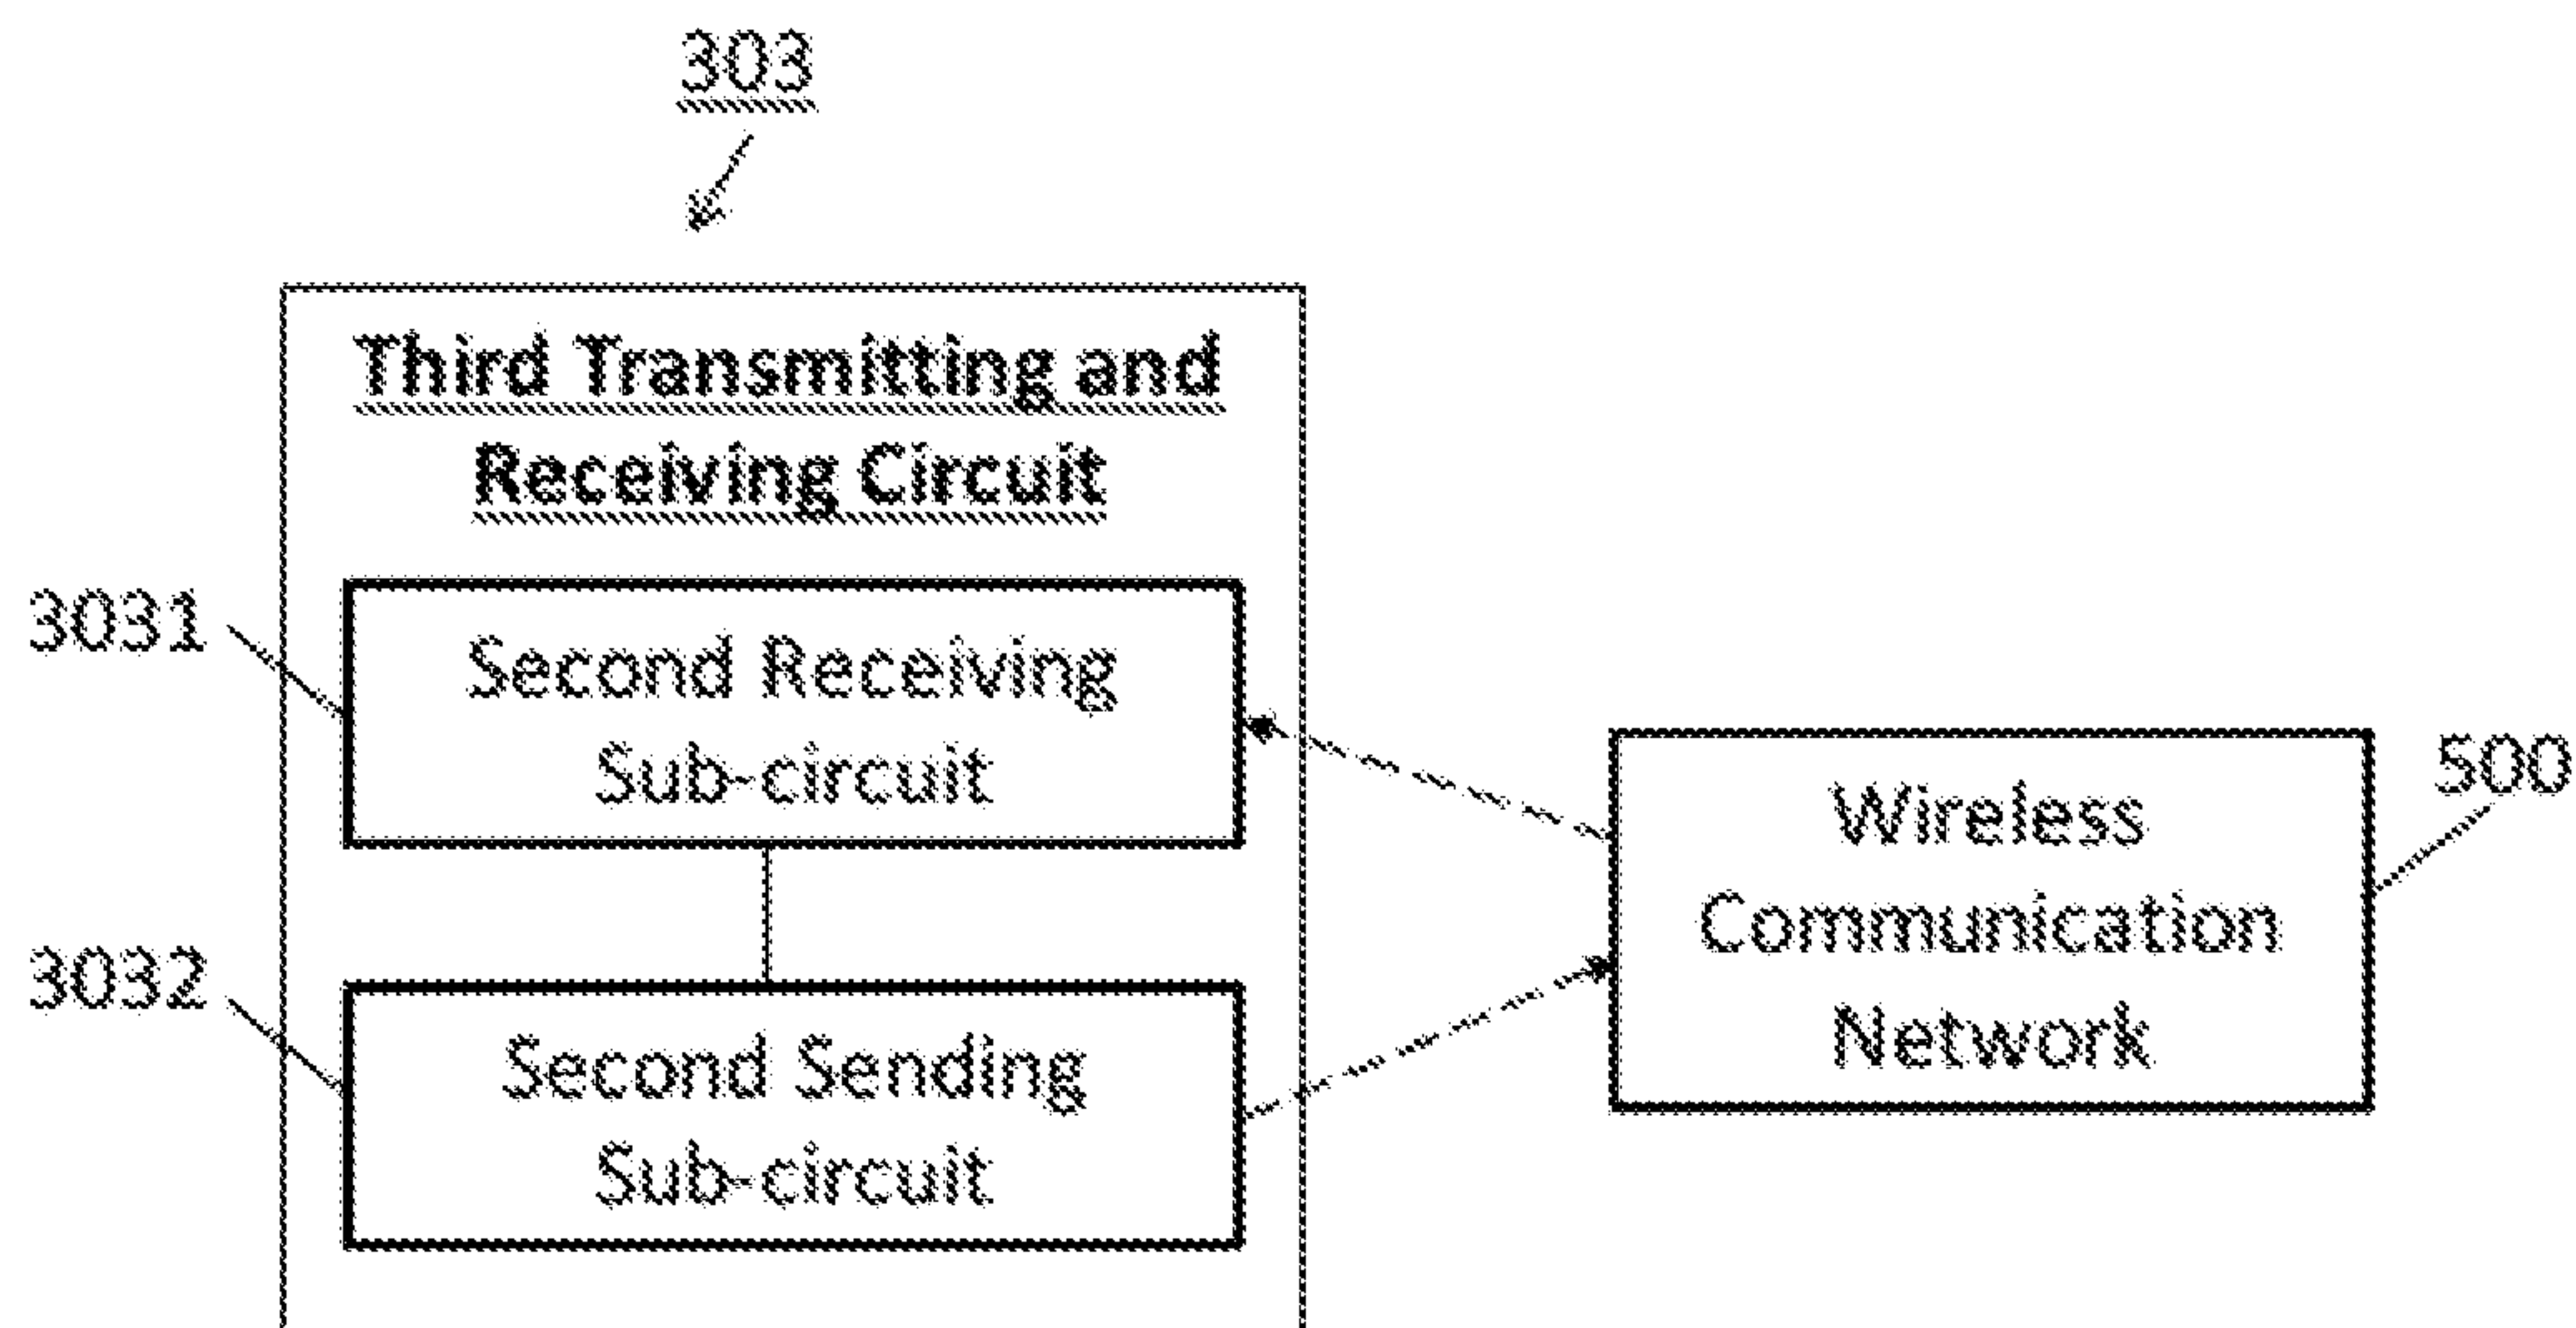 303
Third Transmitting and
Receiving Circuit
3031
Second Receiving
Sub-circuit
500
Wireless
Communication
Network
3032
Second Sending
Sub-circuit